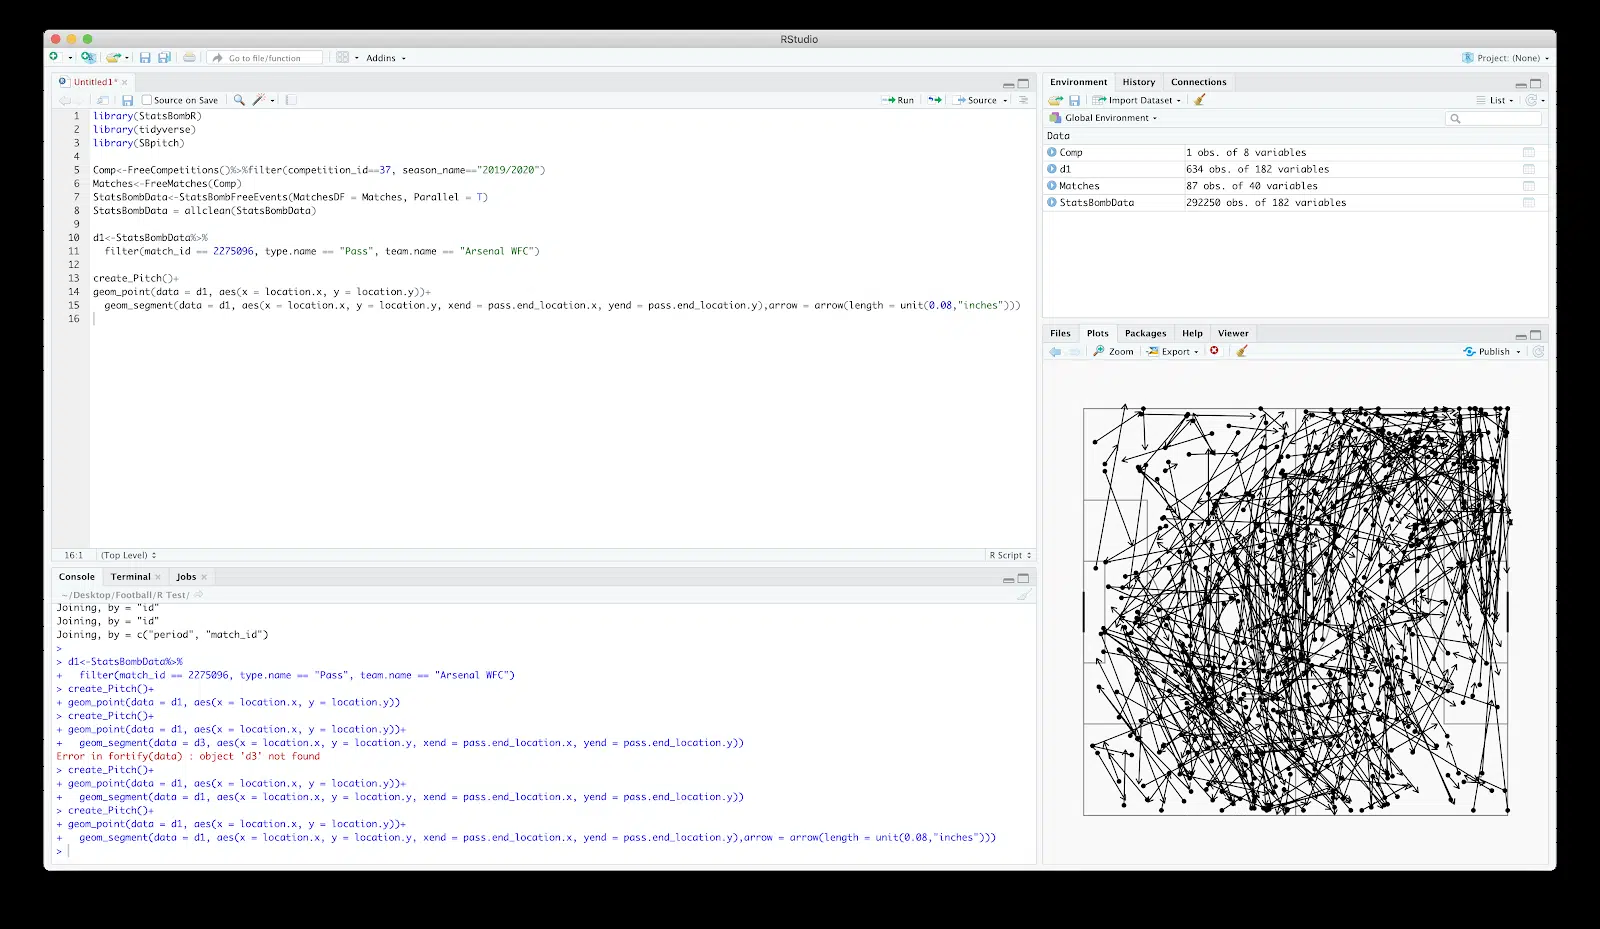 RStudio
Go to file/function
Addins
Project: (None)
Untitled1*
Source on Save
Run
Source
1 library(StatsBombR)
2 library(tidyverse)
3 library(SBpitch)
4
5 Comp<-FreeCompetitions()%>%filter(competition_id==37, season_name=="2019/2020")
6 Matches<-FreeMatches(Comp)
7 StatsBombData<-StatsBombFreeEvents(MatchesDF = Matches, Parallel = T)
8 StatsBombData = allclean(StatsBombData)
9
10 d1<-StatsBombData%>%
11 filter(match_id == 2275096, type.name == "Pass", team.name == "Arsenal WFC")
12
13 create_Pitch()+
14 geom_point(data = d1, aes(x = location.x, y = location.y))+
15 geom_segment(data = d1, aes(x = location.x, y = location.y, xend = pass.end_location.x, yend = pass.end_location.y),arrow = arrow(length = unit(0.08,"inches")))
16
16:1 (Top Level) R Script
Console Terminal Jobs
~/Desktop/Football/R Test/
Joining, by = "id"
Joining, by = "id"
Joining, by = c("period", "match_id")
>
> d1<-StatsBombData%>%
+ filter(match_id == 2275096, type.name == "Pass", team.name == "Arsenal WFC")
> create_Pitch()+
+ geom_point(data = d1, aes(x = location.x, y = location.y))
> create_Pitch()+
+ geom_point(data = d1, aes(x = location.x, y = location.y))+
+ geom_segment(data = d3, aes(x = location.x, y = location.y, xend = pass.end_location.x, yend = pass.end_location.y))
Error in fortify(data) : object 'd3' not found
> create_Pitch()+
+ geom_point(data = d1, aes(x = location.x, y = location.y))+
+ geom_segment(data = d1, aes(x = location.x, y = location.y, xend = pass.end_location.x, yend = pass.end_location.y))
> create_Pitch()+
+ geom_point(data = d1, aes(x = location.x, y = location.y))+
+ geom_segment(data = d1, aes(x = location.x, y = location.y, xend = pass.end_location.x, yend = pass.end_location.y),arrow = arrow(length = unit(0.08,"inches")))
>
Environment History Connections
Import Dataset
List
Global Environment
Data
Comp 1 obs. of 8 variables
d1 634 obs. of 182 variables
Matches 87 obs. of 40 variables
StatsBombData 292250 obs. of 182 variables
Files Plots Packages Help Viewer
Zoom Export Publish